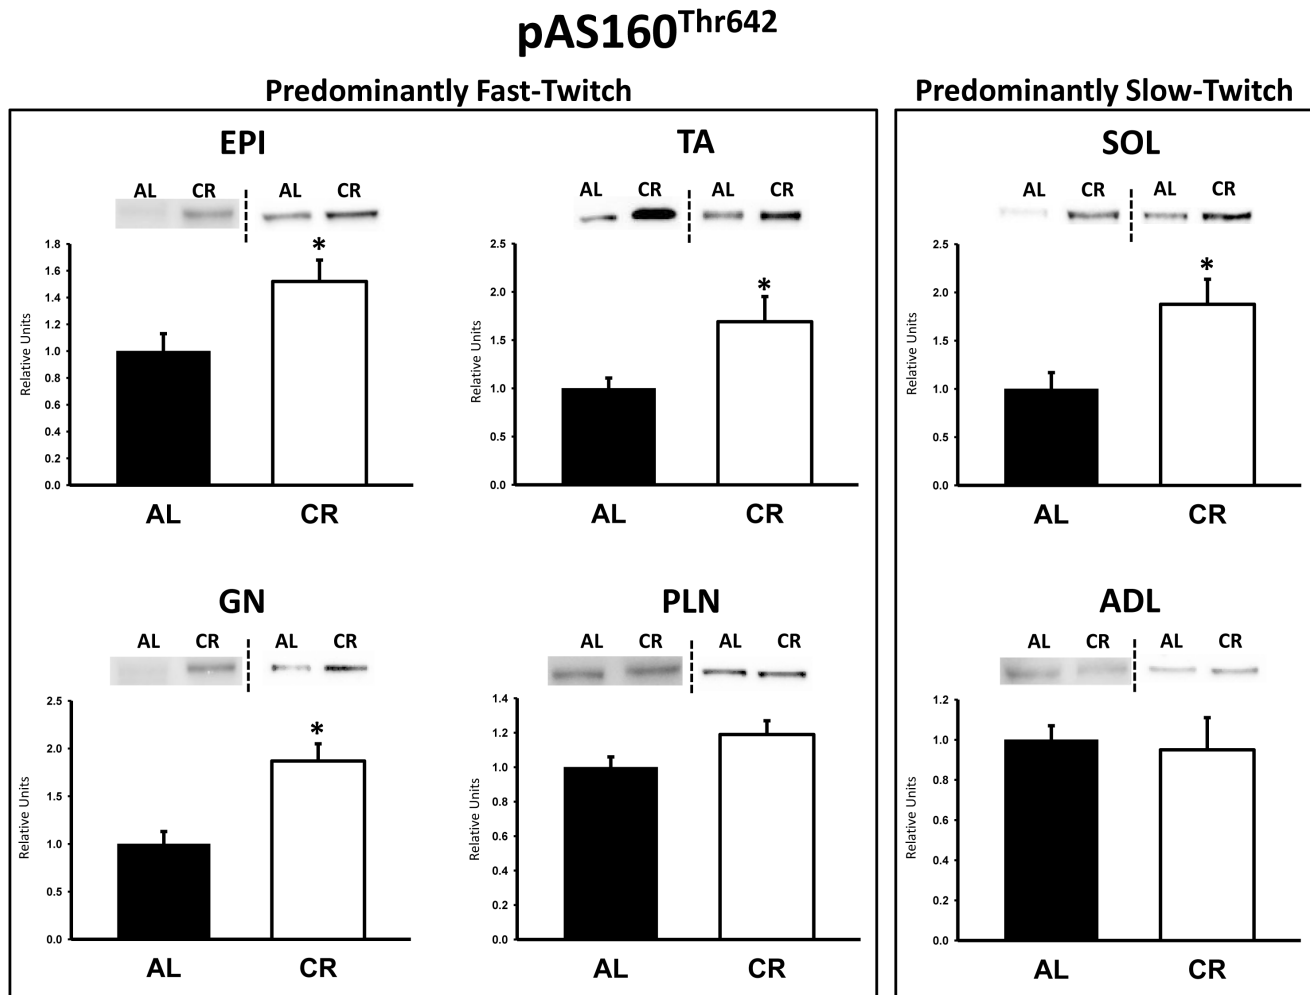 pAS160Thr642
Predominantly Fast-Twitch
EPI
AL CR AL CR
*
1.8
1.6
1.4
1.2
1.0
0.8
0.6
0.4
0.2
0.0
Relative Units
AL CR
TA
AL CR AL CR
*
2.5
2.0
1.5
1.0
0.5
0.0
Relative Units
AL CR
GN
AL CR AL CR
*
2.5
2.0
1.5
1.0
0.5
0.0
Relative Units
AL CR
PLN
AL CR AL CR
1.4
1.2
1.0
0.8
0.6
0.4
0.2
0.0
Relative Units
AL CR
Predominantly Slow-Twitch
SOL
AL CR AL CR
*
2.5
2.0
1.5
1.0
0.5
0.0
Relative Units
AL CR
ADL
AL CR AL CR
1.2
1.0
0.8
0.6
0.4
0.2
0.0
Relative Units
AL CR